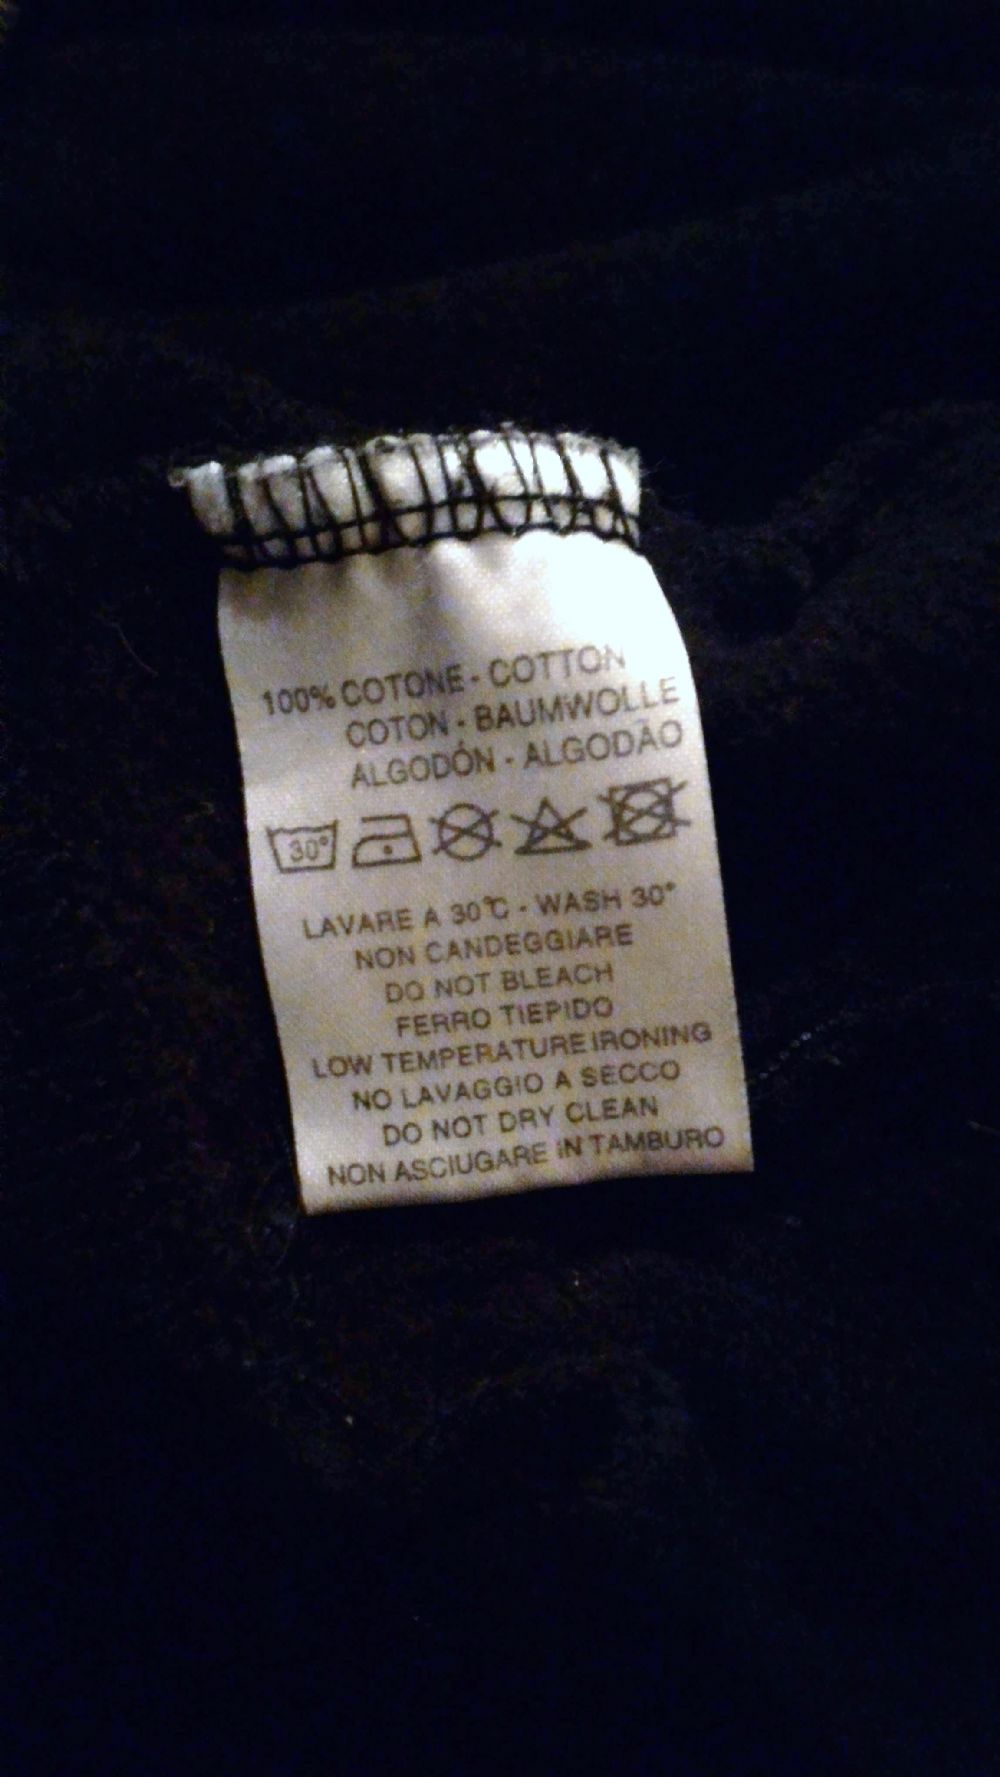 100% COTONE - COTTON
COTON - BAUMWOLLE
ALGODÓN - ALGODÃO
30°
LAVARE A 30°C - WASH 30°
NON CANDEGGIARE
DO NOT BLEACH
FERRO TIEPIDO
LOW TEMPERATURE IRONING
NO LAVAGGIO A SECCO
DO NOT DRY CLEAN
NON ASCIUGARE IN TAMBURO